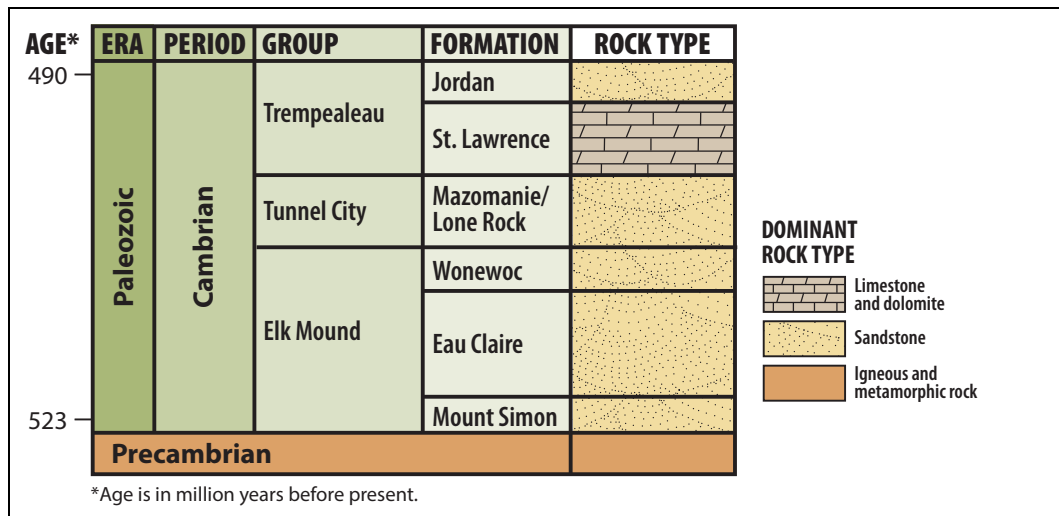 AGE* ERA PERIOD GROUP FORMATION ROCK TYPE
490
523
Paleozoic
Cambrian
Trempealeau
Tunnel City
Elk Mound
Jordan
St. Lawrence
Mazomanie/
Lone Rock
Wonewoc
Eau Claire
Mount Simon
Precambrian
*Age is in million years before present.
DOMINANT
ROCK TYPE
Limestone
and dolomite
Sandstone
Igneous and
metamorphic rock